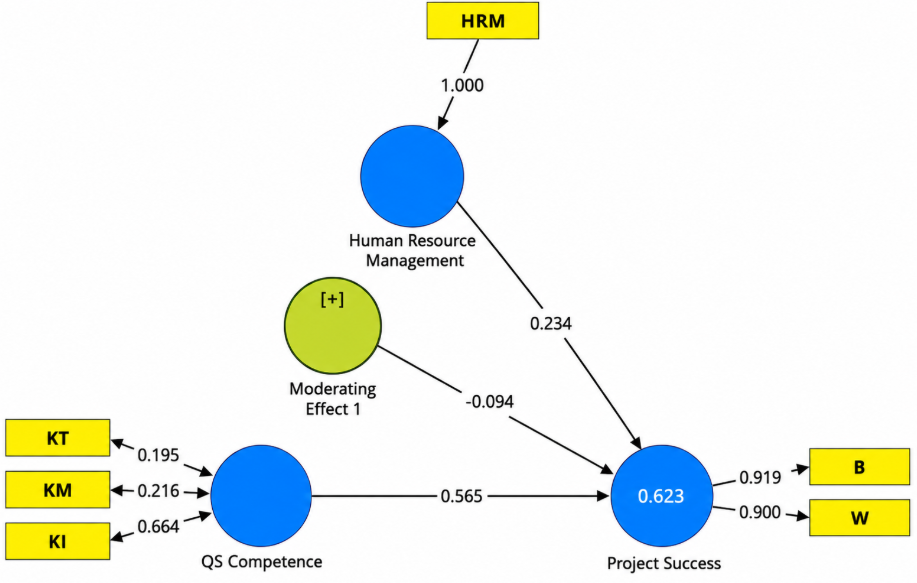 HRM
1.000
Human Resource
Management
[+]
0.234
Moderating
Effect 1
-0.094
KT
0.195
KM
0.216
KI
0.664
QS Competence
0.565
0.623
Project Success
0.919
B
0.900
W